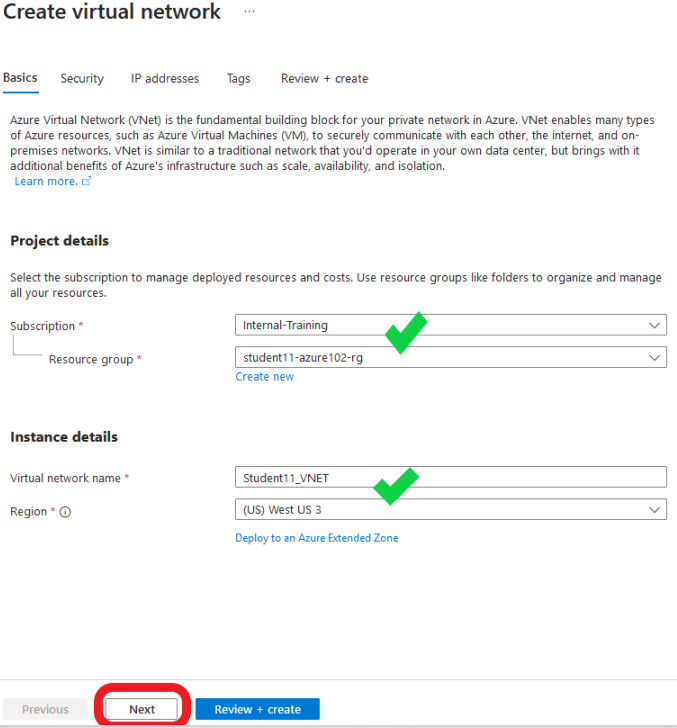 Create virtual network ...
Basics Security IP addresses Tags Review + create
Azure Virtual Network (VNet) is the fundamental building block for your private network in Azure. VNet enables many types
of Azure resources, such as Azure Virtual Machines (VM), to securely communicate with each other, the internet, and on-
premises networks. VNet is similar to a traditional network that you'd operate in your own data center, but brings with it
additional benefits of Azure's infrastructure such as scale, availability, and isolation.
Learn more.
Project details
Select the subscription to manage deployed resources and costs. Use resource groups like folders to organize and manage
all your resources.
Subscription * Internal-Training
Resource group * student11-azure102-rg
Create new
Instance details
Virtual network name * Student11_VNET
Region * (US) West US 3
Deploy to an Azure Extended Zone
Previous Next Review + create